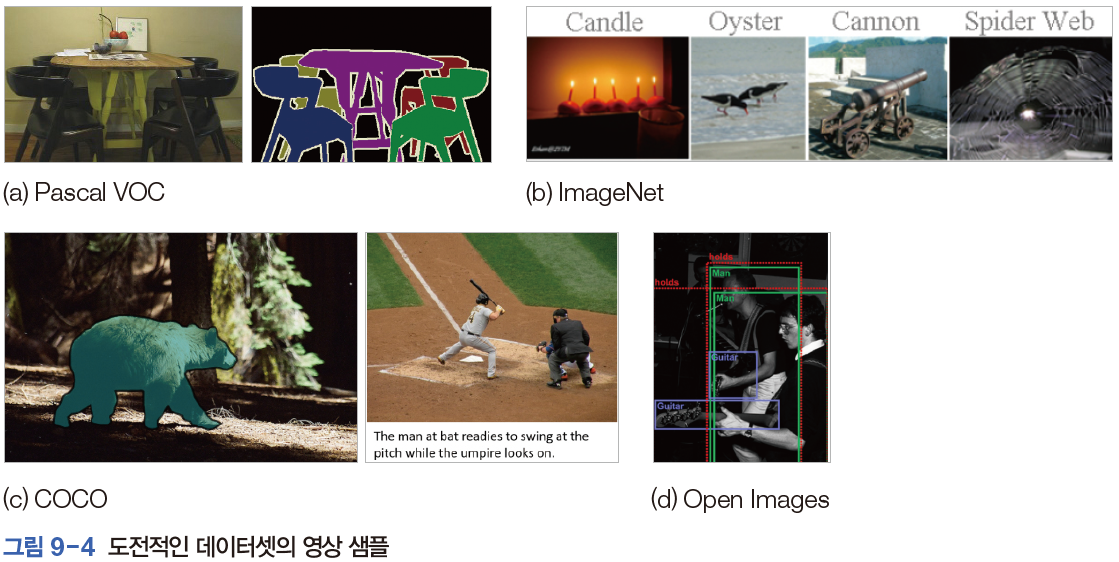 Candle Oyster Cannon Spider Web
(a) Pascal VOC
(b) ImageNet
The man at bat readies to swing at the
pitch while the umpire looks on.
holds
Man
holds
Man
Guitar
Guitar
(c) COCO
(d) Open Images
그림 9-4 도전적인 데이터셋의 영상 샘플